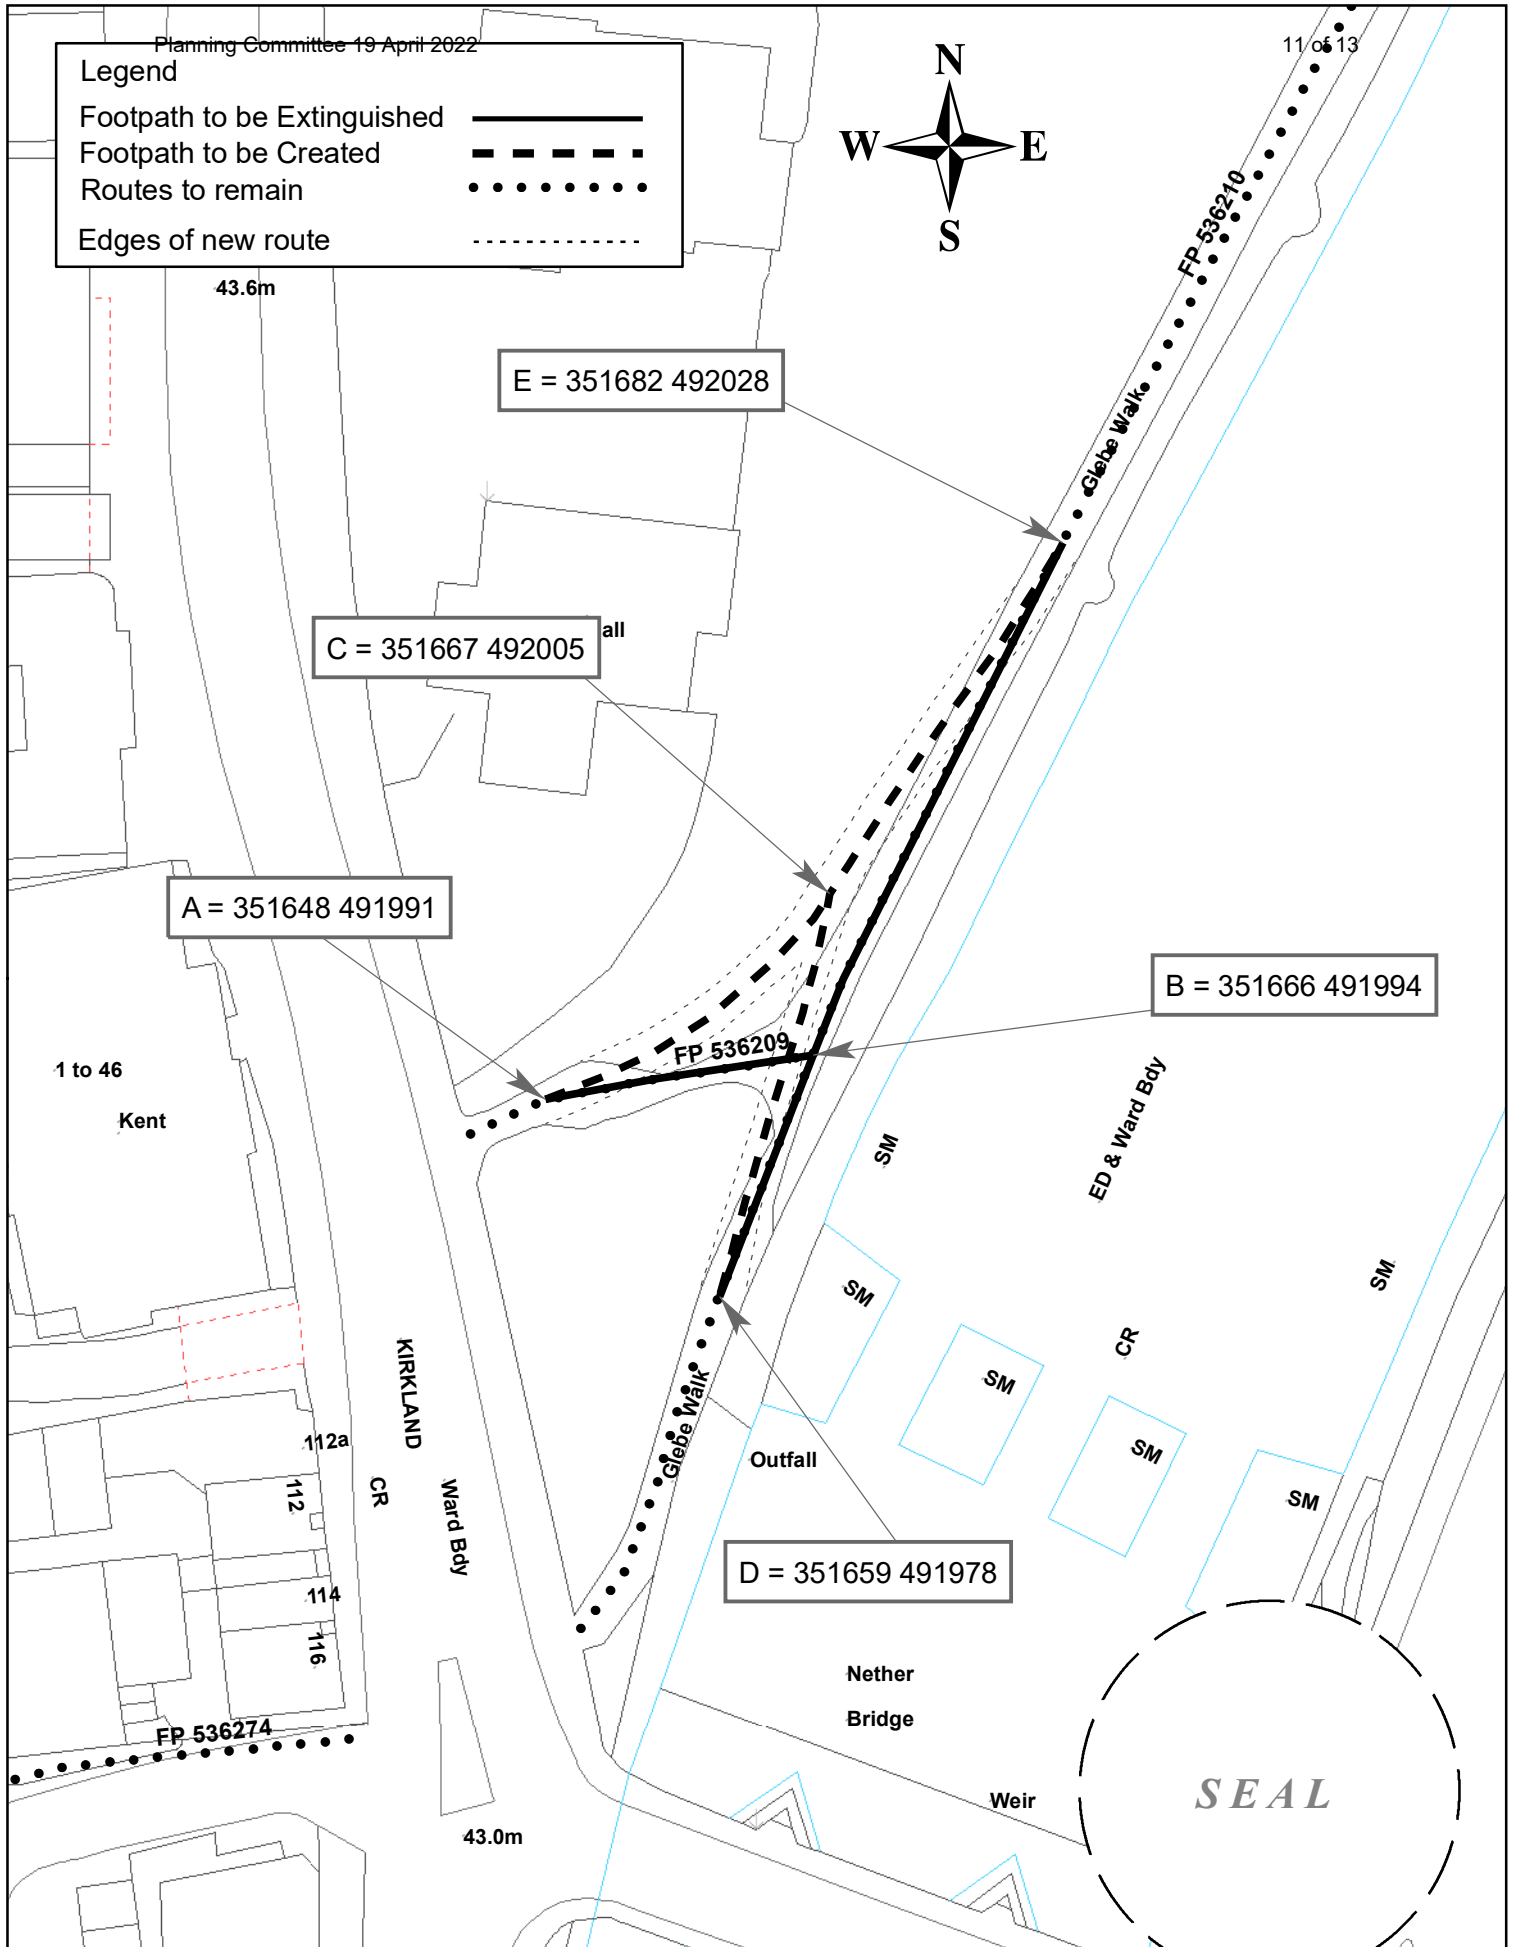 Planning Committee 19 April 2022
11 of 13
Legend
Footpath to be Extinguished
Footpath to be Created
Routes to remain
Edges of new route
N
W
E
S
43.6m
FP 536210
E = 351682 492028
Glebe Walk
C = 351667 492005
all
A = 351648 491991
B = 351666 491994
FP 536209
1 to 46
Kent
ED & Ward Bdy
SM
SM
SM
SM
CR
SM
SM
KIRKLAND
Glebe Walk
112a
112
CR
Ward Bdy
Outfall
D = 351659 491978
114
116
Nether
Bridge
FP 536274
Weir
SEAL
43.0m